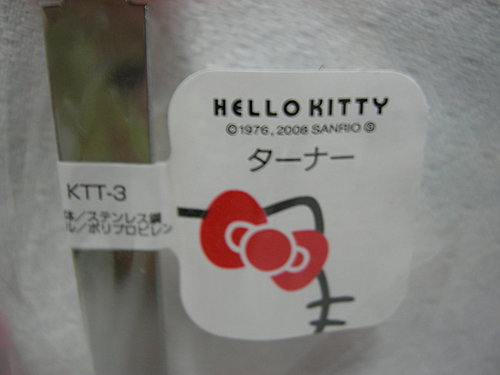 HELLO KITTY
©1976, 2008 SANRIO Ⓢ
ターナー
KTT-3
体/ステンレス鋼
ル/ポリプロピレン